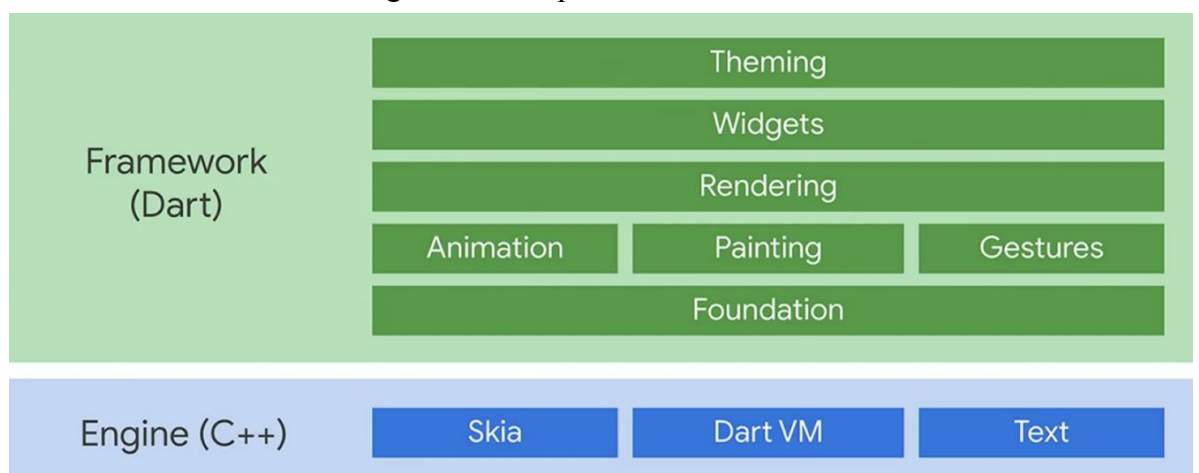 Theming
Widgets
Framework
(Dart)
Rendering
Animation Painting Gestures
Foundation
Engine (C++) Skia Dart VM Text